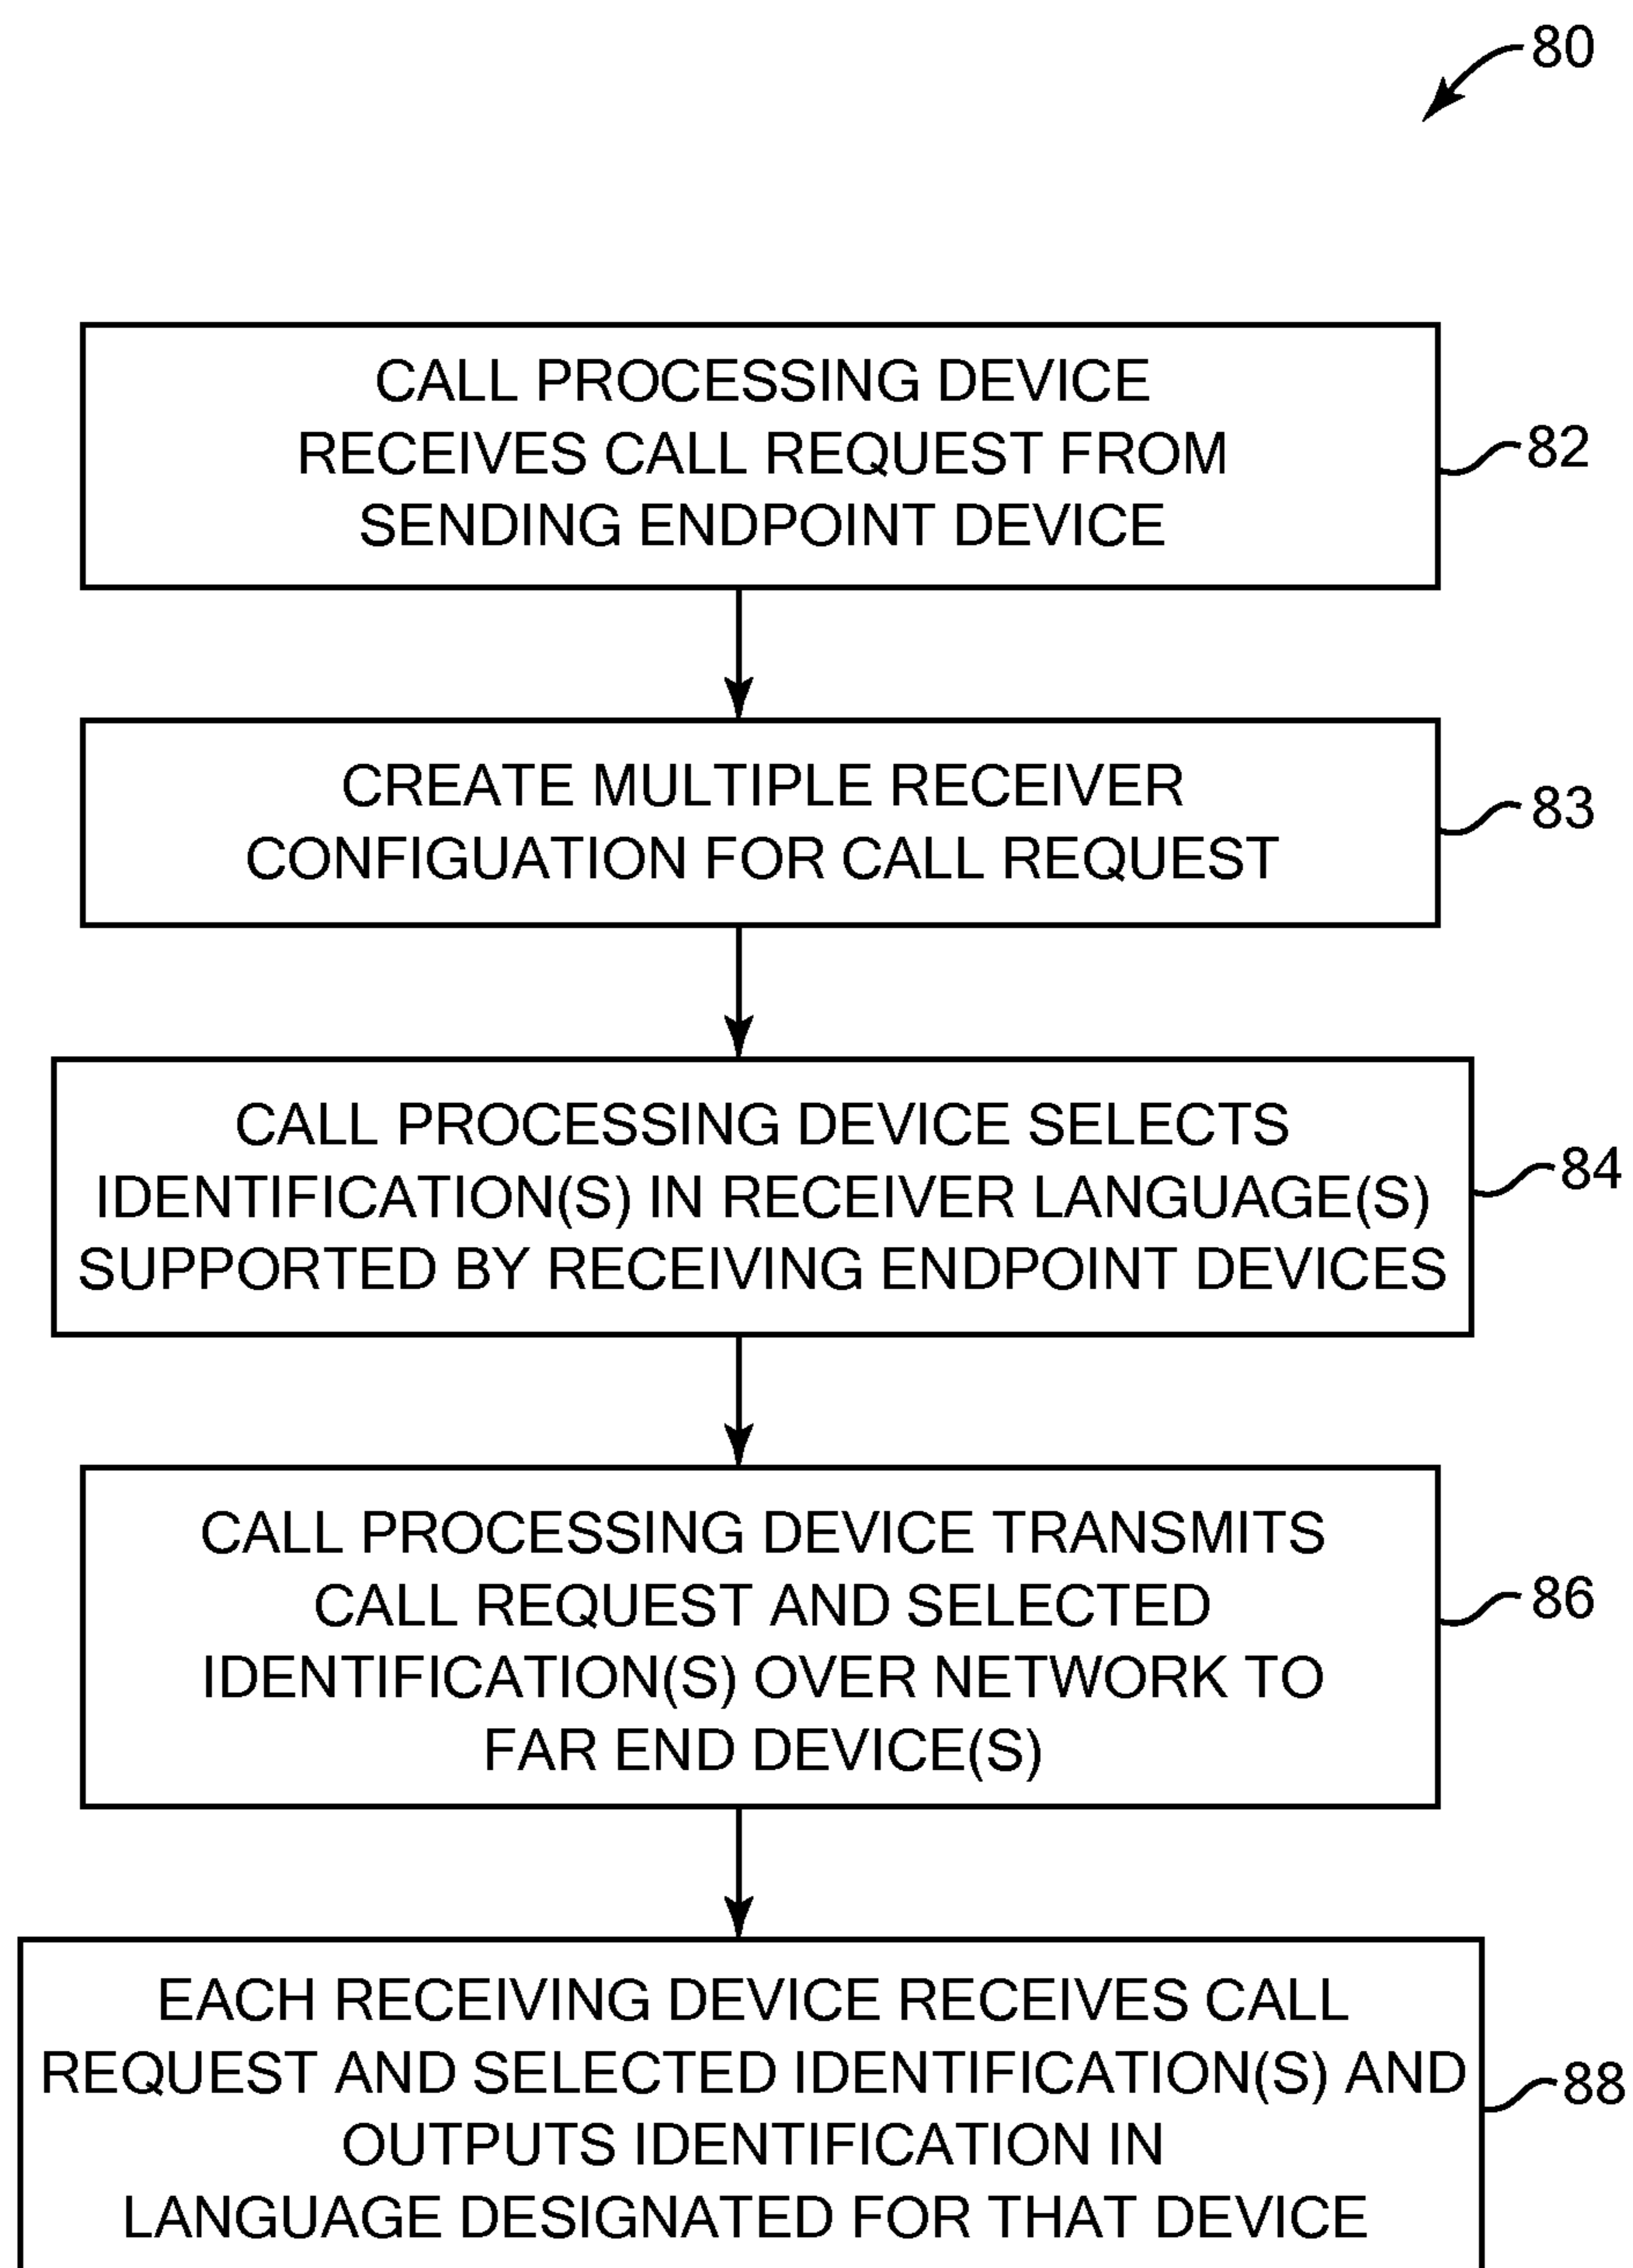 80
CALL PROCESSING DEVICE
RECEIVES CALL REQUEST FROM
SENDING ENDPOINT DEVICE
82
CREATE MULTIPLE RECEIVER
CONFIGUATION FOR CALL REQUEST
83
CALL PROCESSING DEVICE SELECTS
IDENTIFICATION(S) IN RECEIVER LANGUAGE(S)
SUPPORTED BY RECEIVING ENDPOINT DEVICES
84
CALL PROCESSING DEVICE TRANSMITS
CALL REQUEST AND SELECTED
IDENTIFICATION(S) OVER NETWORK TO
FAR END DEVICE(S)
86
EACH RECEIVING DEVICE RECEIVES CALL
REQUEST AND SELECTED IDENTIFICATION(S) AND
OUTPUTS IDENTIFICATION IN
LANGUAGE DESIGNATED FOR THAT DEVICE
88